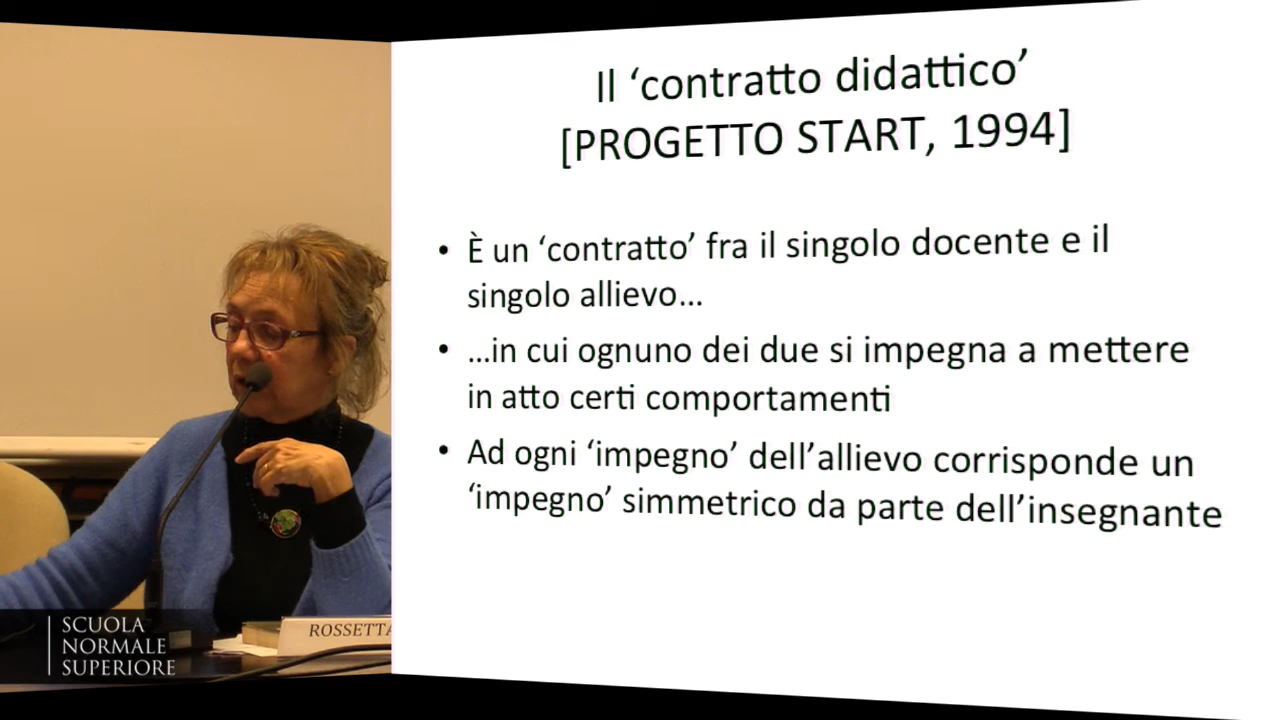 Il ‘contratto didattico’
[PROGETTO START, 1994]
• È un ‘contratto’ fra il singolo docente e il
singolo allievo…
• …in cui ognuno dei due si impegna a mettere
in atto certi comportamenti
• Ad ogni ‘impegno’ dell’allievo corrisponde un
‘impegno’ simmetrico da parte dell’insegnante
ROSSETTA
SCUOLA
NORMALE
SUPERIORE